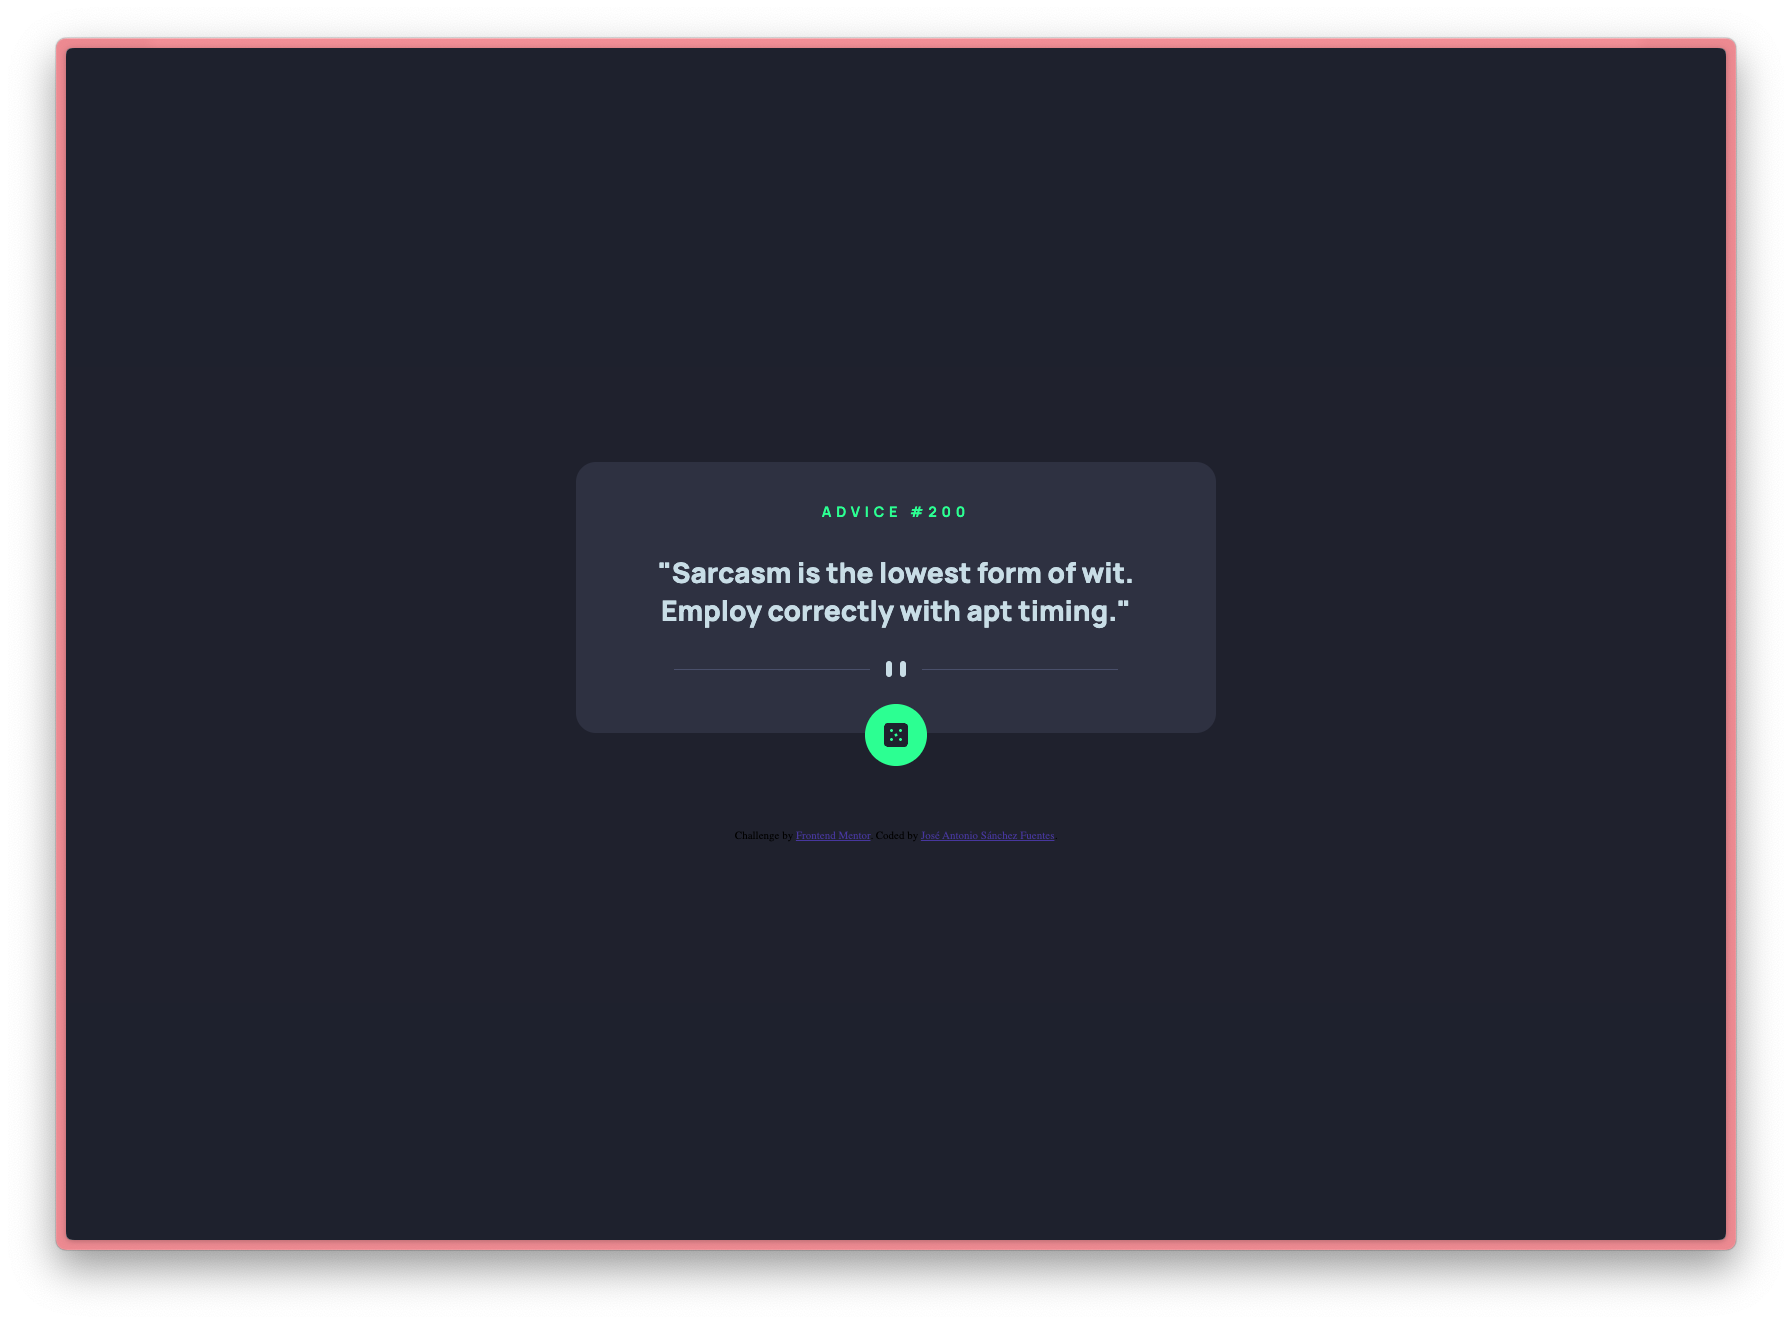 ADVICE #200
"Sarcasm is the lowest form of wit.
Employ correctly with apt timing."
Challenge by Frontend Mentor. Coded by José Antonio Sánchez Fuentes.